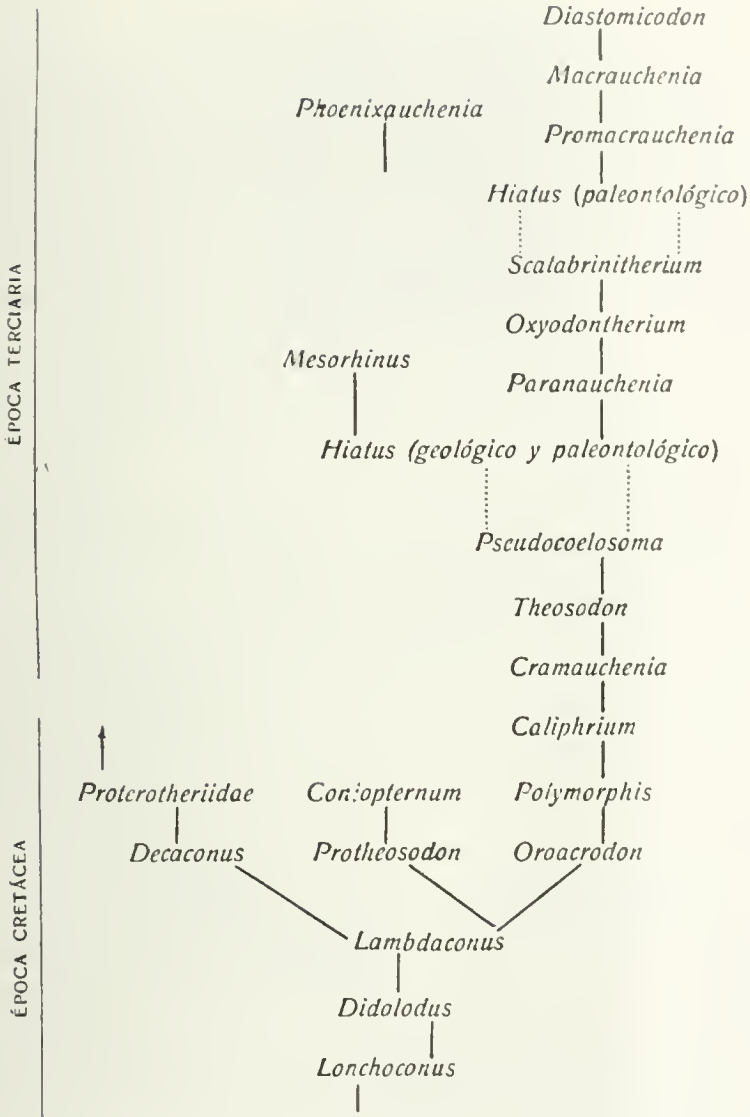 Diastomicodon
Macrauchenia
Phoenixauchenia
Promacrauchenia
Hiatus (paleontológico)
Scalabrinitherium
Oxyodontherium
Mesorhinus
Paranauchenia
Hiatus (geológico y paleontológico)
Pseudocoelosoma
Theosodon
Cramauchenia
Caliphrium
Proterotheriidae Coniopternum Polymorphis
Decaconus Protheosodon Oroacrodon
Lambdaconus
Didolodus
Lonchoconus
ÉPOCA TERCIARIA
ÉPOCA CRETÁCEA